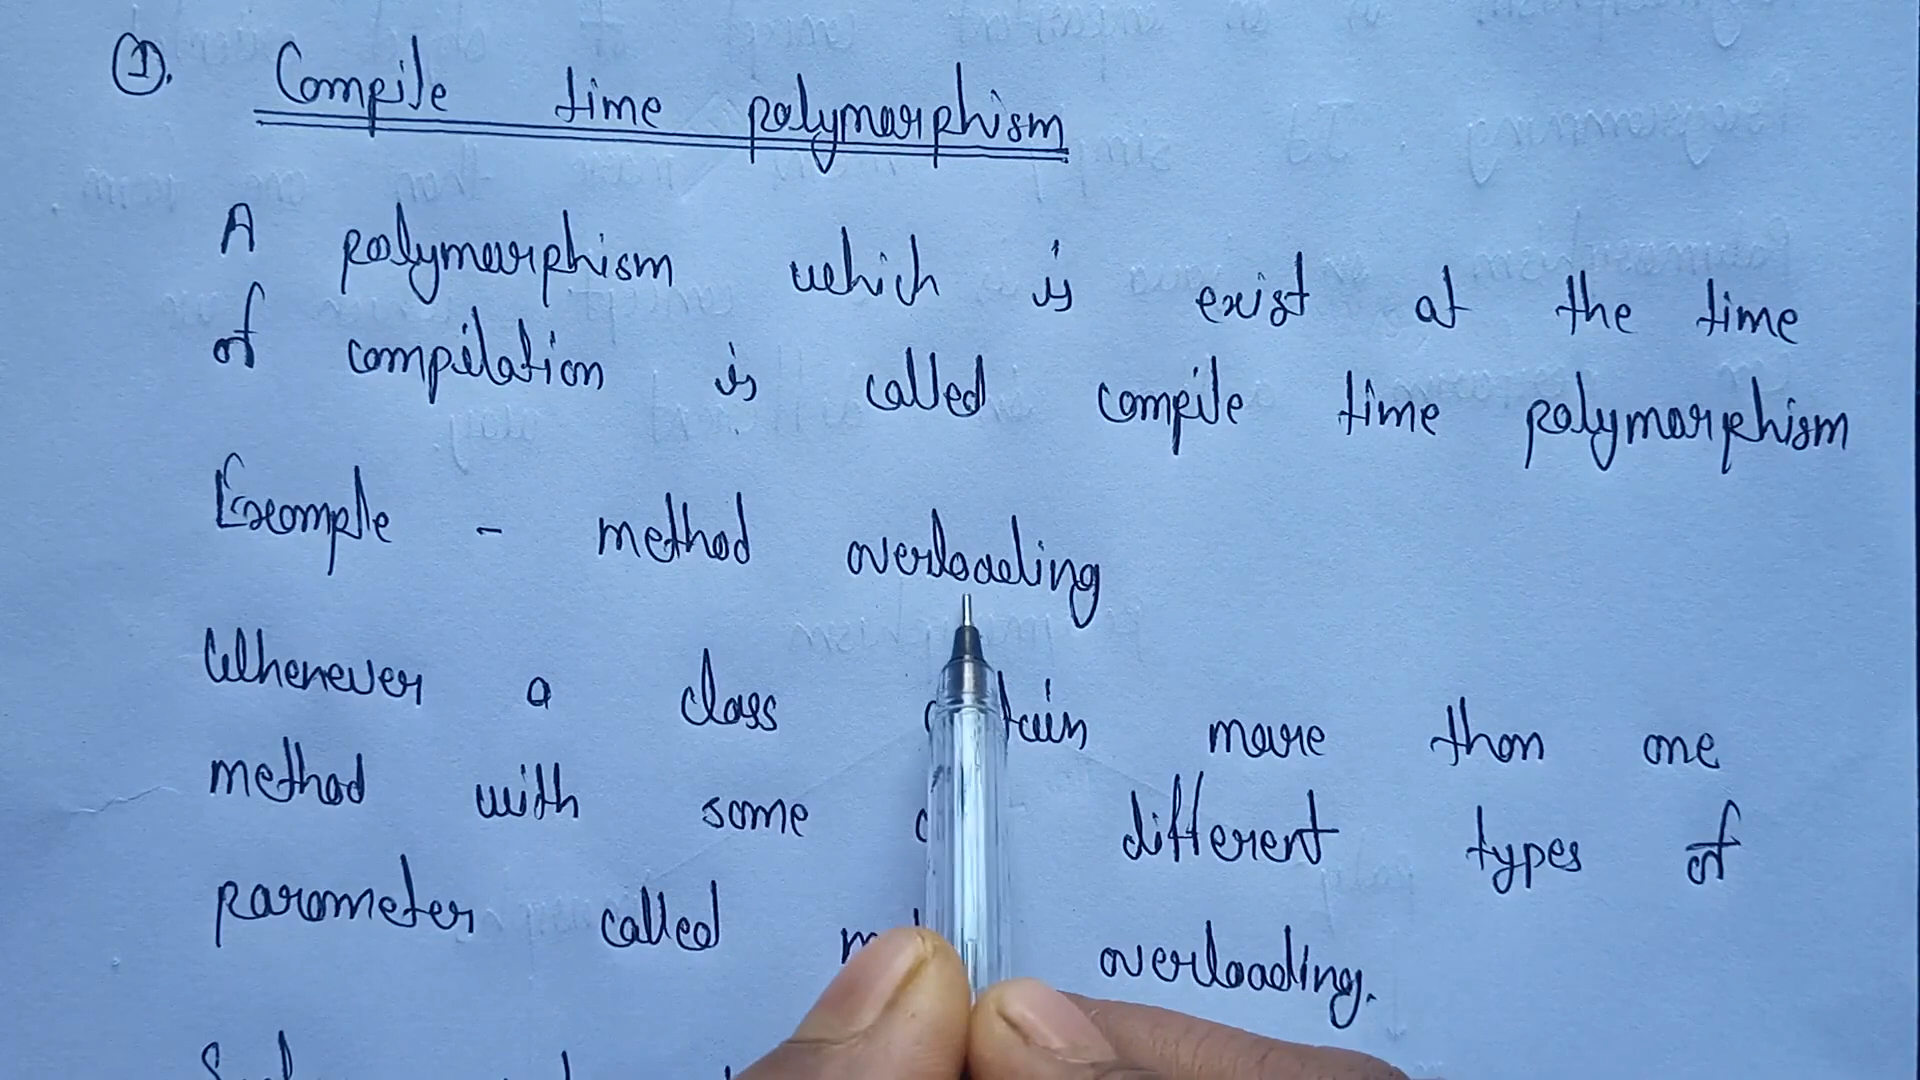 ①. Compile time polymorphism
A polymorphism which is exist at the time
of compilation is called compile time polymorphism
Example - method overloading
Whenever a class more than one
method with some different types of
parameter called overloading.